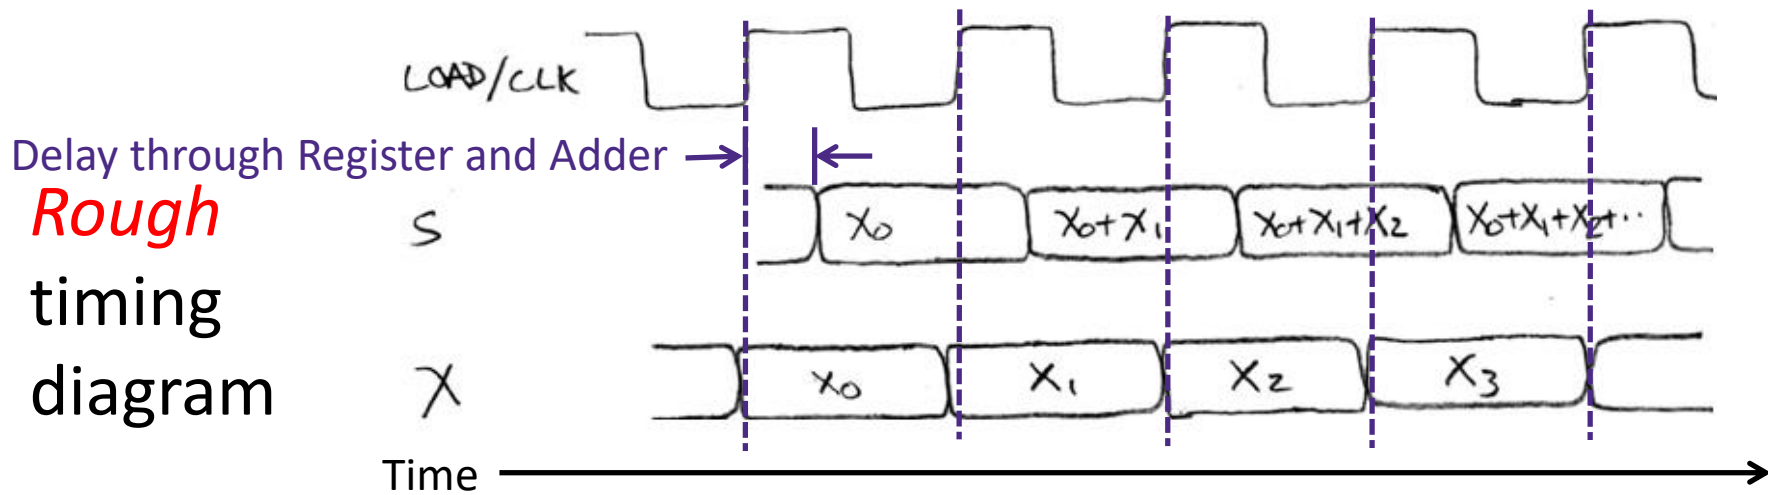 LOAD/CLK
Delay through Register and Adder
Rough
timing
diagram
S
X₀
X₀+X₁
X₀+X₁+X₂
X₀+X₁+X₂+··
X
X₀
X₁
X₂
X₃
Time